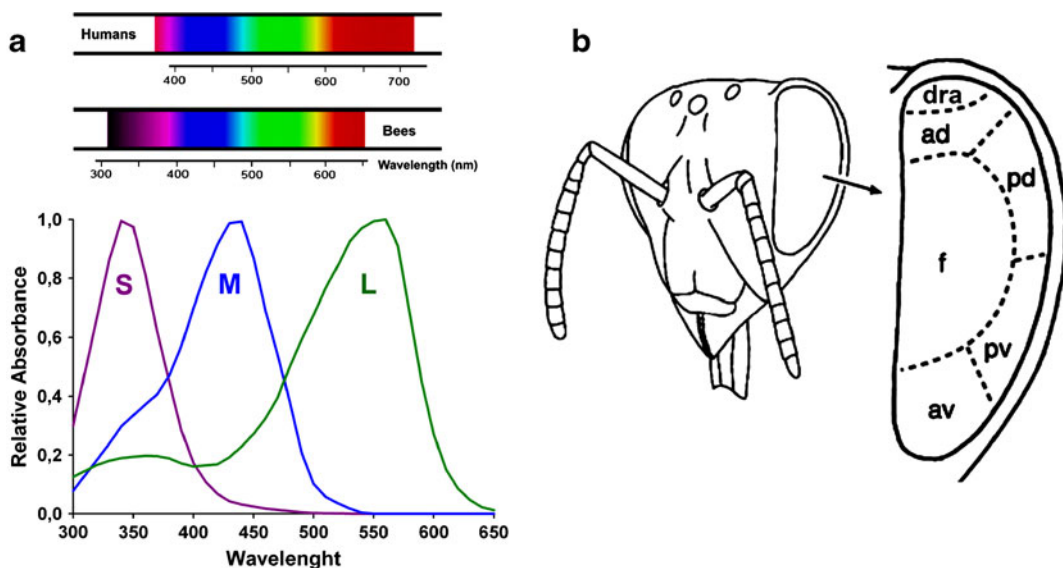 a
Humans
400 500 600 700
Bees
300 400 500 600 Wavelength (nm)
1,0
0,8
0,6
0,4
0,2
0,0
Relative Absorbance
S M L
300 350 400 450 500 550 600 650
Wavelenght
b
dra
ad
pd
f
pv
av